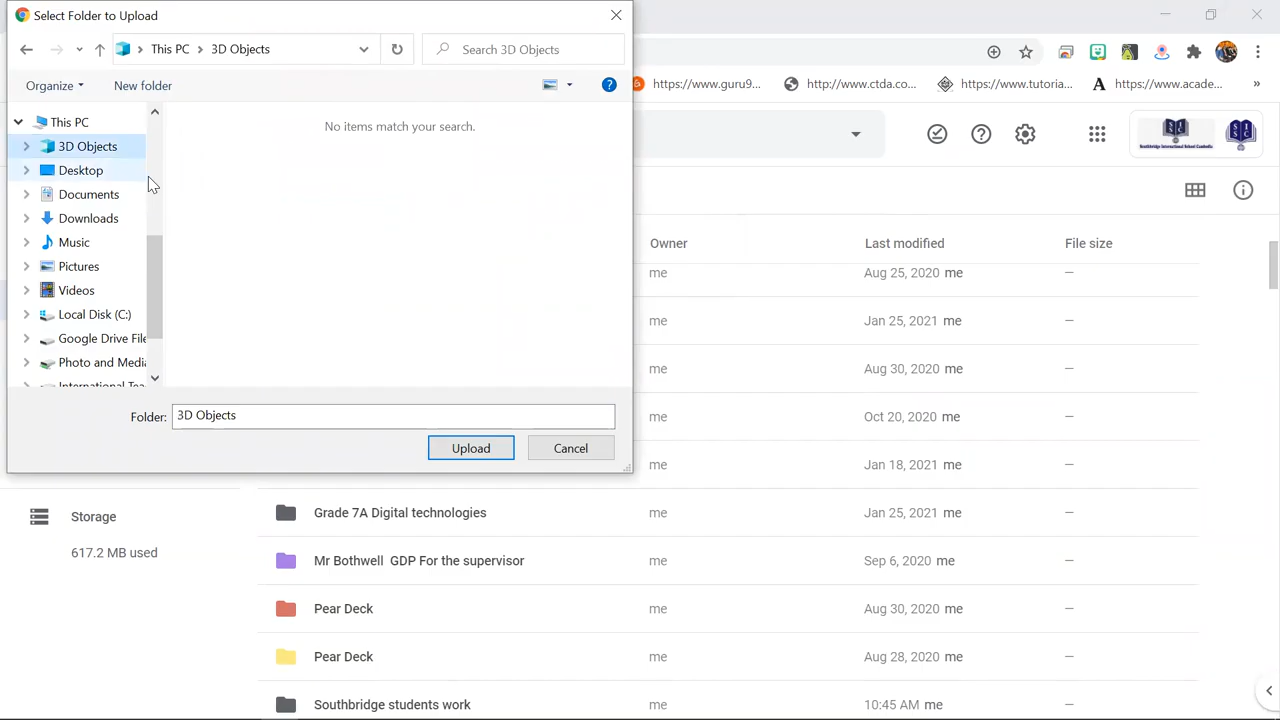 Select Folder to Upload
This PC
3D Objects
Search 3D Objects
Organize
New folder
This PC
3D Objects
Desktop
Documents
Downloads
Music
Pictures
Videos
Local Disk (C:)
Google Drive File
Photo and Media
International Tea
No items match your search.
Folder:
3D Objects
Upload
Cancel
https://www.guru9...
http://www.ctda.co...
https://www.tutoria...
https://www.acade...
»
Owner
Last modified
File size
me
Aug 25, 2020 me
—
me
Jan 25, 2021 me
—
me
Aug 30, 2020 me
—
me
Oct 20, 2020 me
—
me
Jan 18, 2021 me
—
Grade 7A Digital technologies
me
Jan 25, 2021 me
—
Mr Bothwell GDP For the supervisor
me
Sep 6, 2020 me
—
Pear Deck
me
Aug 30, 2020 me
—
Pear Deck
me
Aug 28, 2020 me
—
Southbridge students work
me
10:45 AM me
—
Storage
617.2 MB used